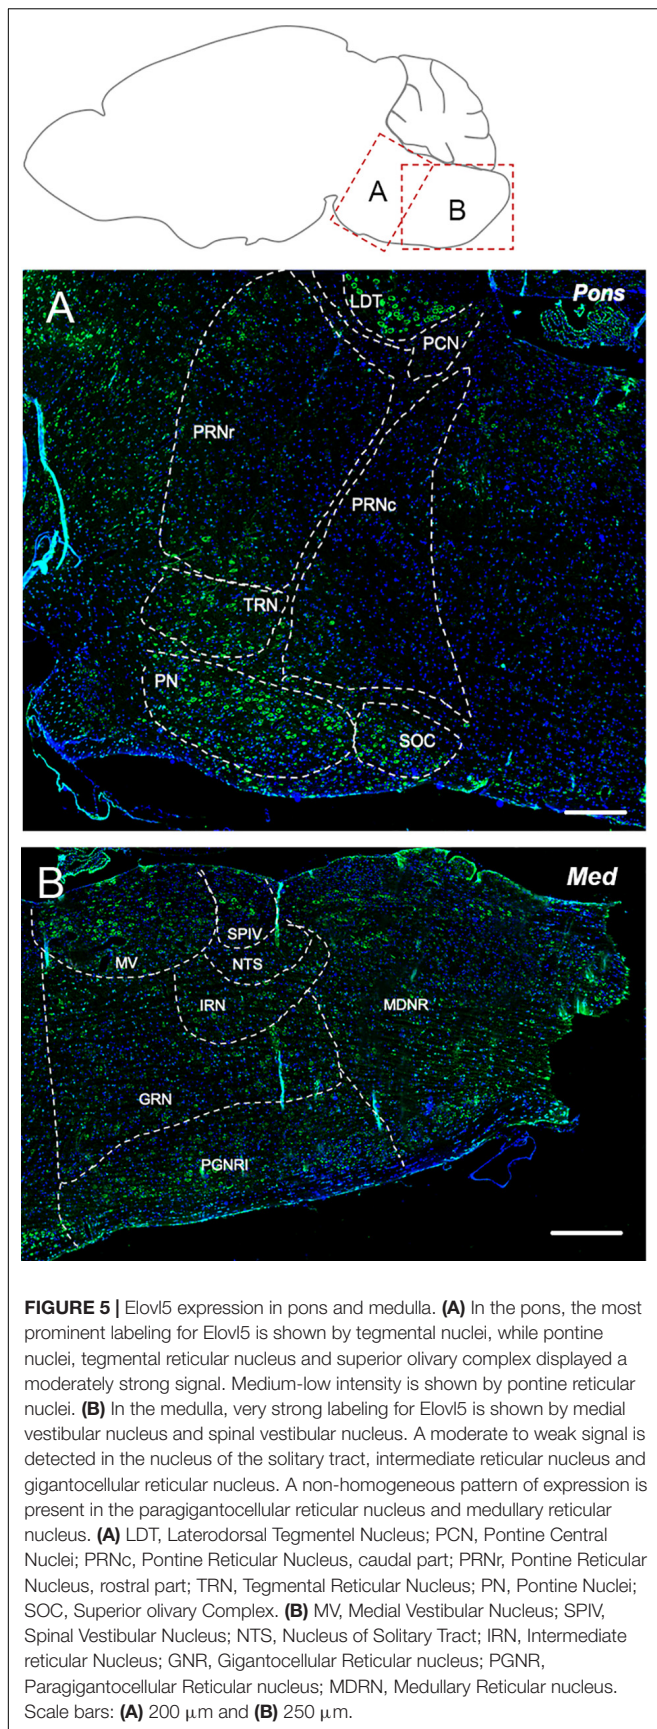 A
B
A
Pons
LDT
PCN
PRNr
PRNc
TRN
PN
SOC
B
Med
SPIV
MV
NTS
IRN
MDNR
GRN
PGNRl
FIGURE 5 | Elovl5 expression in pons and medulla. (A) In the pons, the most
prominent labeling for Elovl5 is shown by tegmental nuclei, while pontine
nuclei, tegmental reticular nucleus and superior olivary complex displayed a
moderately strong signal. Medium-low intensity is shown by pontine reticular
nuclei. (B) In the medulla, very strong labeling for Elovl5 is shown by medial
vestibular nucleus and spinal vestibular nucleus. A moderate to weak signal is
detected in the nucleus of the solitary tract, intermediate reticular nucleus and
gigantocellular reticular nucleus. A non-homogeneous pattern of expression is
present in the paragigantocellular reticular nucleus and medullary reticular
nucleus. (A) LDT, Laterodorsal Tegmentel Nucleus; PCN, Pontine Central
Nuclei; PRNc, Pontine Reticular Nucleus, caudal part; PRNr, Pontine Reticular
Nucleus, rostral part; TRN, Tegmental Reticular Nucleus; PN, Pontine Nuclei;
SOC, Superior olivary Complex. (B) MV, Medial Vestibular Nucleus; SPIV,
Spinal Vestibular Nucleus; NTS, Nucleus of Solitary Tract; IRN, Intermediate
reticular Nucleus; GNR, Gigantocellular Reticular nucleus; PGNR,
Paragigantocellular Reticular nucleus; MDRN, Medullary Reticular nucleus.
Scale bars: (A) 200 μm and (B) 250 μm.